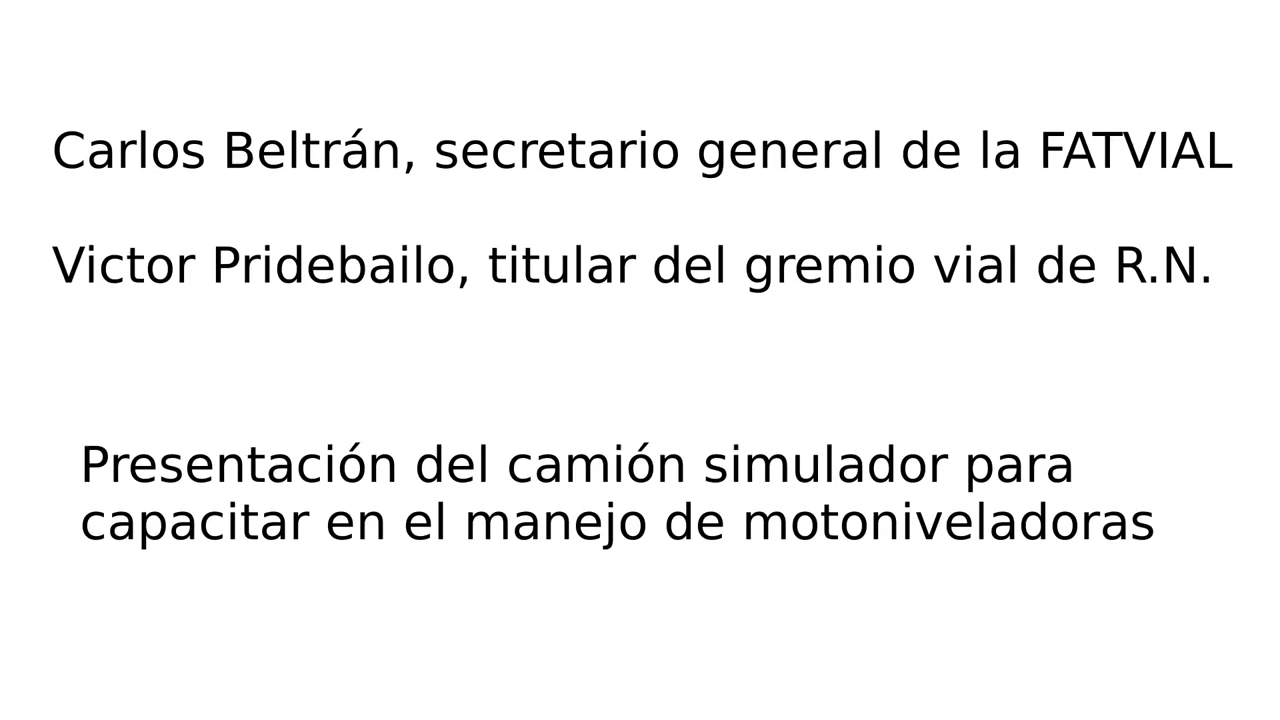 Carlos Beltrán, secretario general de la FATVIAL
Victor Pridebailo, titular del gremio vial de R.N.
Presentación del camión simulador para
capacitar en el manejo de motoniveladoras